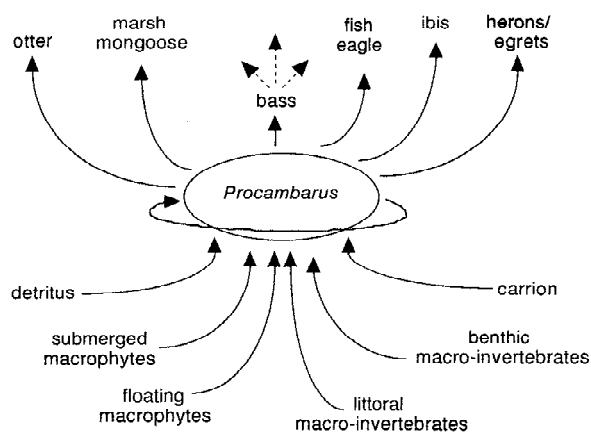 otter
marsh
mongoose
bass
fish
eagle
ibis
herons/
egrets
Procambarus
detritus
carrion
submerged
macrophytes
benthic
macro-invertebrates
floating
macrophytes
littoral
macro-invertebrates